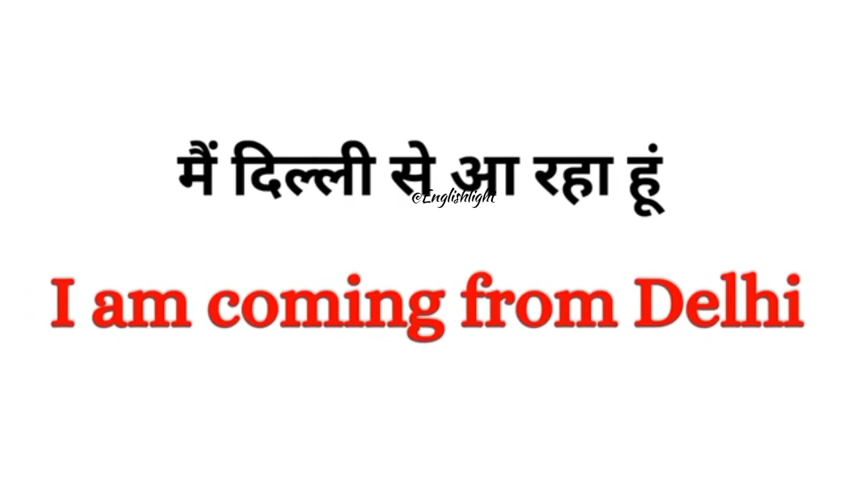 मैं दिल्ली से आ रहा हूं
@Englishlight
I am coming from Delhi